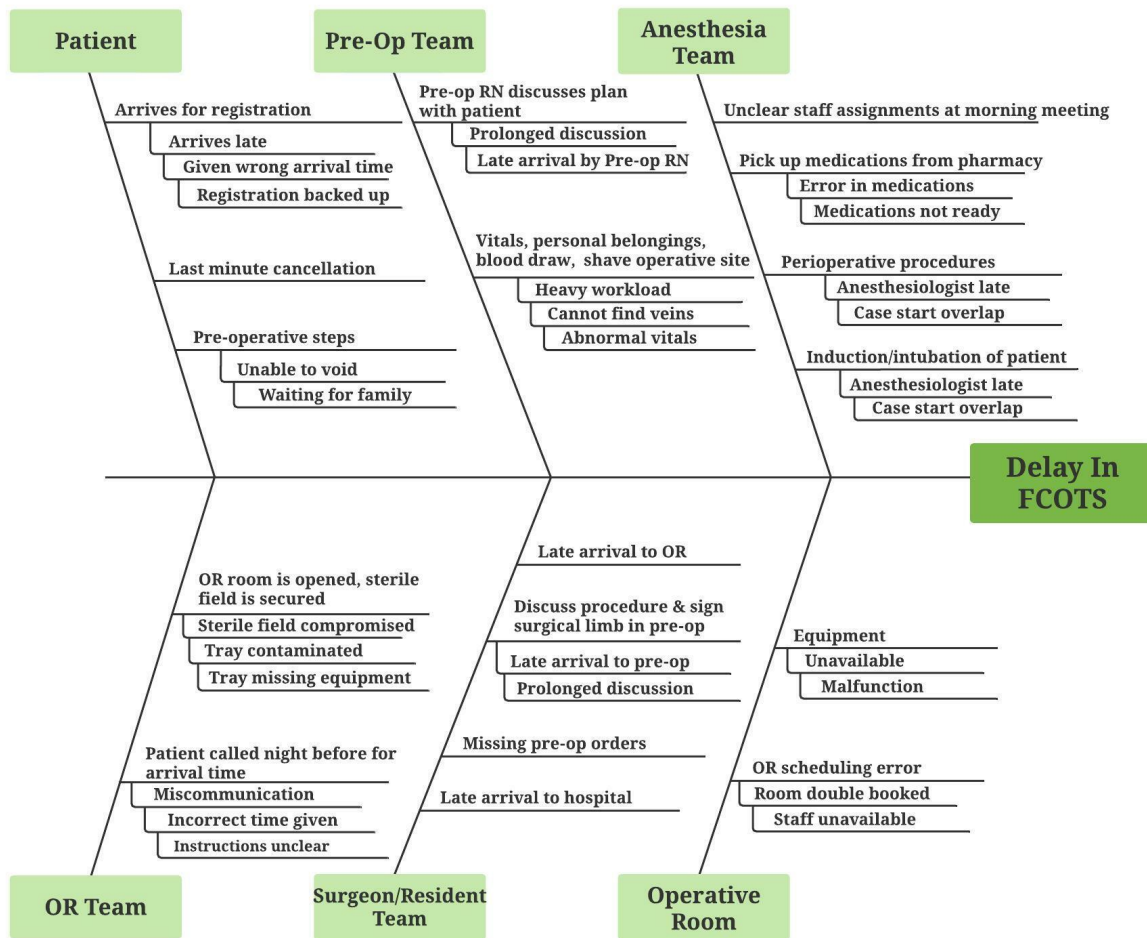 Patient
Arrives for registration
Arrives late
Given wrong arrival time
Registration backed up
Last minute cancellation
Pre-operative steps
Unable to void
Waiting for family
Pre-Op Team
Pre-op RN discusses plan
with patient
Prolonged discussion
Late arrival by Pre-op RN
Vitals, personal belongings,
blood draw, shave operative site
Heavy workload
Cannot find veins
Abnormal vitals
Anesthesia
Team
Unclear staff assignments at morning meeting
Pick up medications from pharmacy
Error in medications
Medications not ready
Perioperative procedures
Anesthesiologist late
Case start overlap
Induction/intubation of patient
Anesthesiologist late
Case start overlap
Delay In
FCOTS
OR room is opened, sterile
field is secured
Sterile field compromised
Tray contaminated
Tray missing equipment
Patient called night before for
arrival time
Miscommunication
Incorrect time given
Instructions unclear
OR Team
Late arrival to OR
Discuss procedure & sign
surgical limb in pre-op
Late arrival to pre-op
Prolonged discussion
Missing pre-op orders
Late arrival to hospital
Surgeon/Resident
Team
Equipment
Unavailable
Malfunction
OR scheduling error
Room double booked
Staff unavailable
Operative
Room